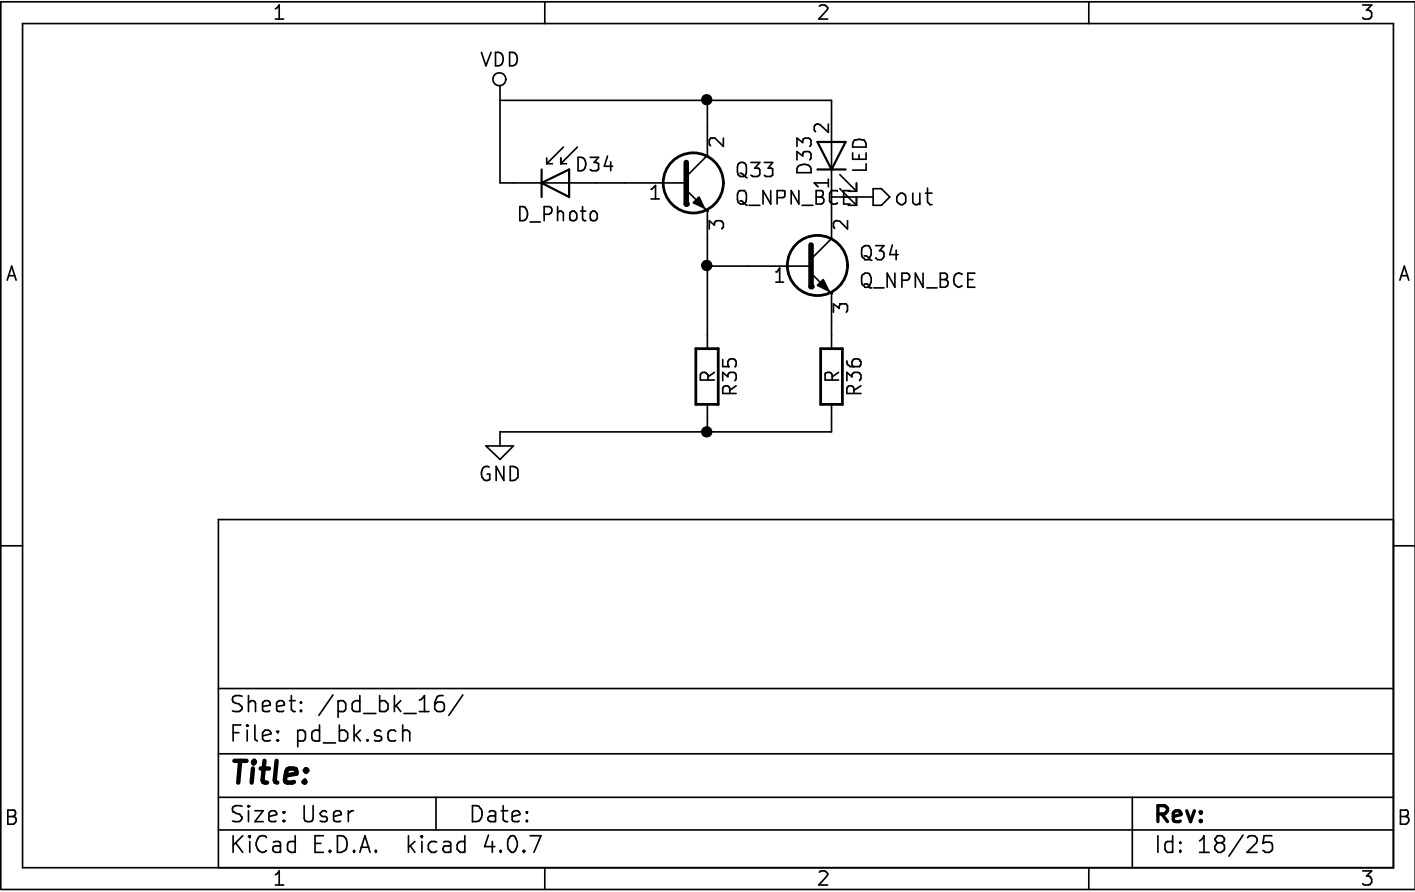 1 2 3
VDD
2
2
D33
LED
D34
Q33
1
1
Q_NPN_BCE
out
D_Photo
3
2
A
Q34
A
1
Q_NPN_BCE
3
R
R35
R
R36
GND
Sheet: /pd_bk_16/
File: pd_bk.sch
Title:
Size: User
Date:
Rev:
B
B
KiCad E.D.A. kicad 4.0.7
Id: 18/25
1 2 3